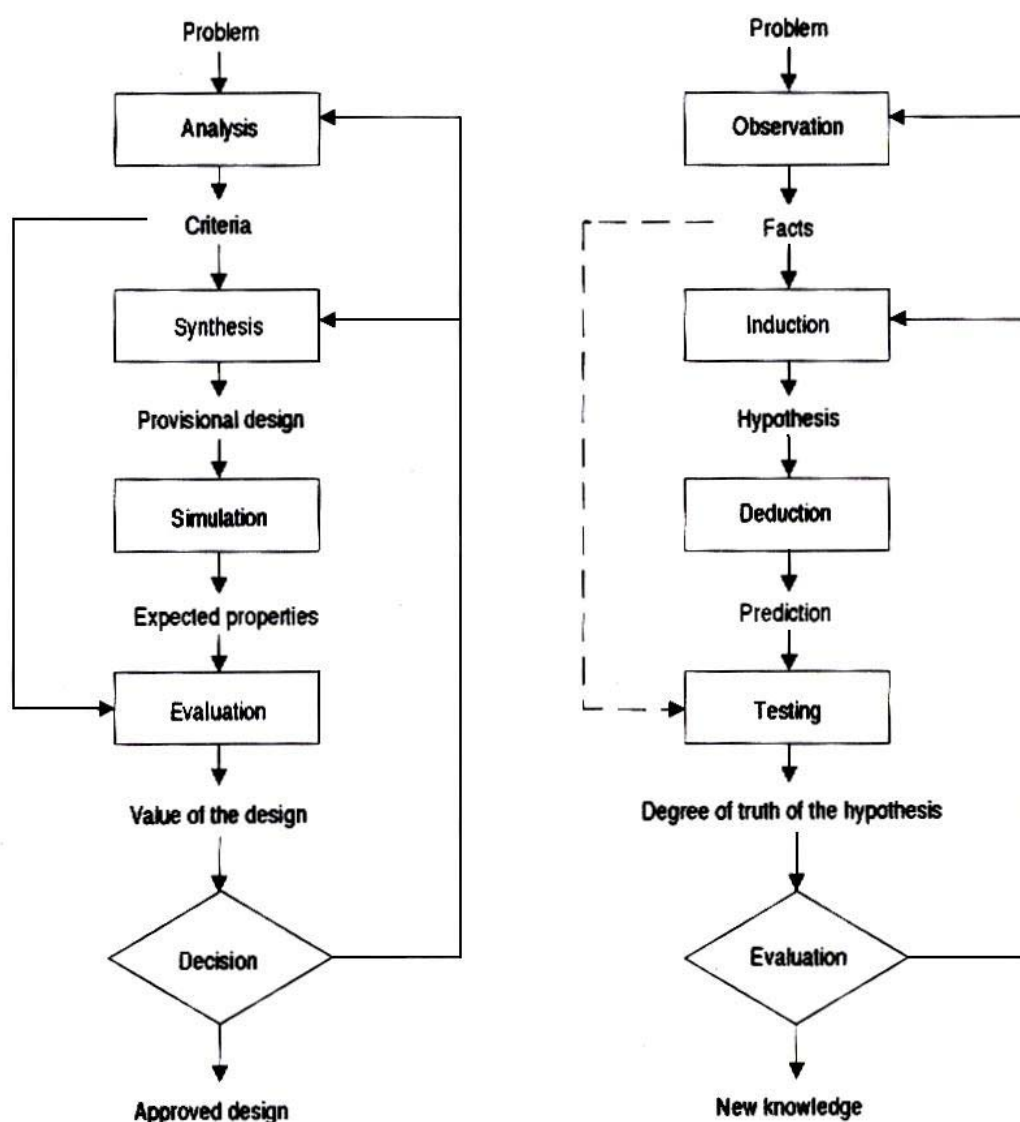 Problem
Analysis
Criteria
Synthesis
Provisional design
Simulation
Expected properties
Evaluation
Value of the design
Decision
Approved design
Problem
Observation
Facts
Induction
Hypothesis
Deduction
Prediction
Testing
Degree of truth of the hypothesis
Evaluation
New knowledge